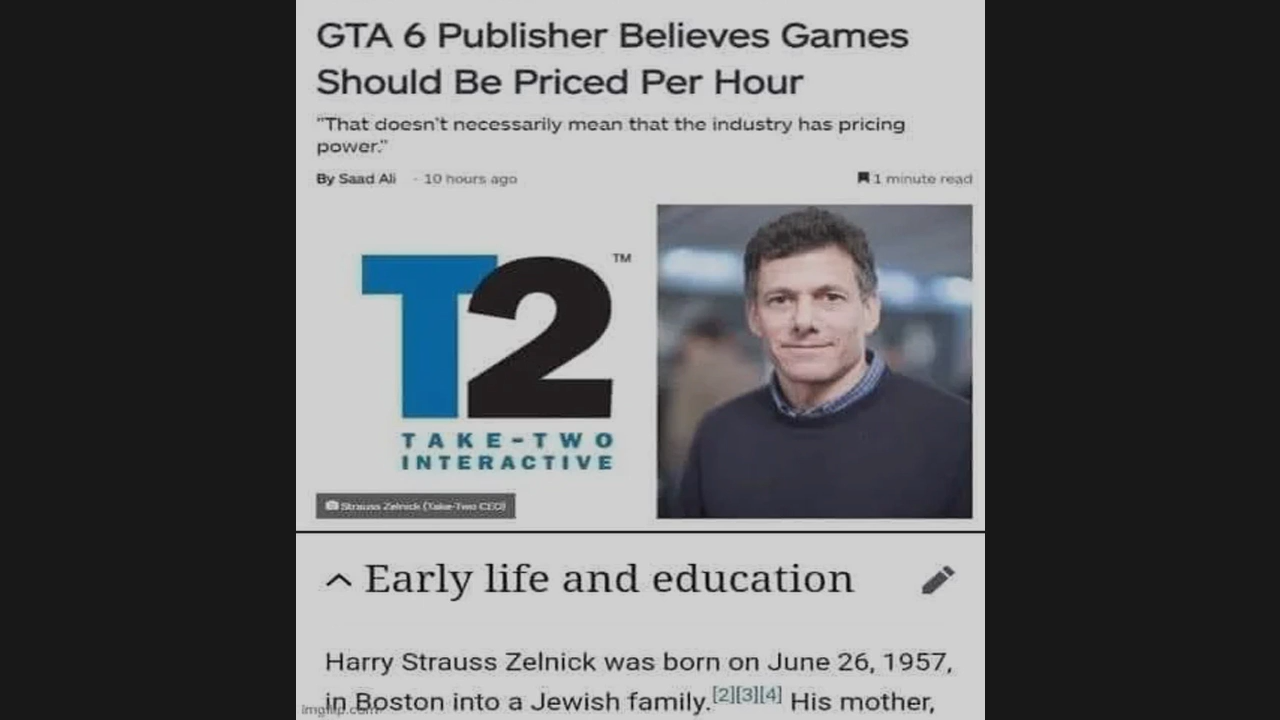 GTA 6 Publisher Believes Games
Should Be Priced Per Hour
"That doesn't necessarily mean that the industry has pricing
power."
By Saad Ali - 10 hours ago
1 minute read
TM
T2
TAKE-TWO
INTERACTIVE
Strauss Zelnick (Take-Two CEO)
Early life and education
Harry Strauss Zelnick was born on June 26, 1957,
in Boston into a Jewish family.[2][3][4] His mother,
imgflip.com